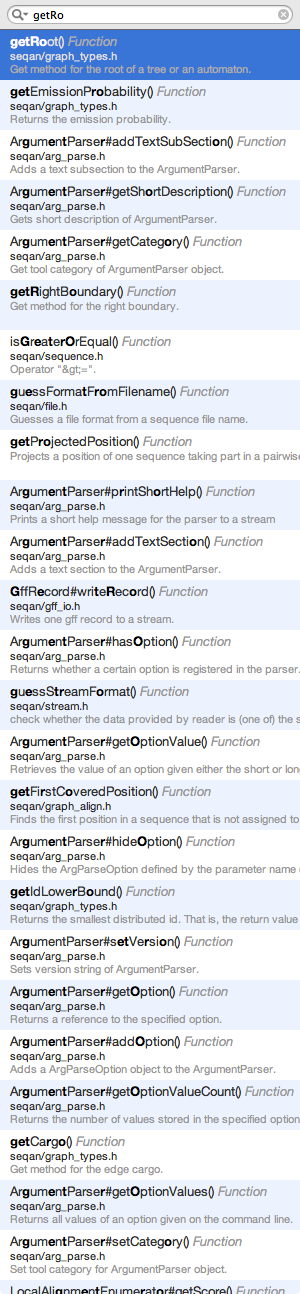 getRo
getRoot() Function
seqan/graph_types.h
Get method for the root of a tree or an automaton.
getEmissionProbability() Function
seqan/graph_types.h
Returns the emission probability.
ArgumentParser#addTextSubSection() Function
seqan/arg_parse.h
Adds a text subsection to the ArgumentParser.
ArgumentParser#getShortDescription() Function
seqan/arg_parse.h
Gets short description of ArgumentParser.
ArgumentParser#getCategory() Function
seqan/arg_parse.h
Get tool category of ArgumentParser object.
getRightBoundary() Function
Get method for the right boundary.
isGreaterOrEqual() Function
seqan/sequence.h
Operator "&gt;=".
guessFormatFromFilename() Function
seqan/file.h
Guesses a file format from a sequence file name.
getProjectedPosition() Function
Projects a position of one sequence taking part in a pairwise
ArgumentParser#printShortHelp() Function
seqan/arg_parse.h
Prints a short help message for the parser to a stream
ArgumentParser#addTextSection() Function
seqan/arg_parse.h
Adds a text section to the ArgumentParser.
GffRecord#writeRecord() Function
seqan/gff_io.h
Writes one gff record to a stream.
ArgumentParser#hasOption() Function
seqan/arg_parse.h
Returns whether a certain option is registered in the parser.
guessStreamFormat() Function
seqan/stream.h
check whether the data provided by reader is (one of) the s
ArgumentParser#getOptionValue() Function
seqan/arg_parse.h
Retrieves the value of an option given either the short or lon
getFirstCoveredPosition() Function
seqan/graph_align.h
Finds the first position in a sequence that is not assigned to
ArgumentParser#hideOption() Function
seqan/arg_parse.h
Hides the ArgParseOption defined by the parameter name
getIdLowerBound() Function
seqan/graph_types.h
Returns the smallest distributed id. That is, the return value
ArgumentParser#setVersion() Function
seqan/arg_parse.h
Sets version string of ArgumentParser.
ArgumentParser#getOption() Function
seqan/arg_parse.h
Returns a reference to the specified option.
ArgumentParser#addOption() Function
seqan/arg_parse.h
Adds a ArgParseOption object to the ArgumentParser.
ArgumentParser#getOptionValueCount() Function
seqan/arg_parse.h
Returns the number of values stored in the specified option
getCargo() Function
seqan/graph_types.h
Get method for the edge cargo.
ArgumentParser#getOptionValues() Function
seqan/arg_parse.h
Returns all values of an option given on the command line.
ArgumentParser#setCategory() Function
seqan/arg_parse.h
Set tool category for ArgumentParser object.
LocalAlignmentEnumerator#getScore() Function